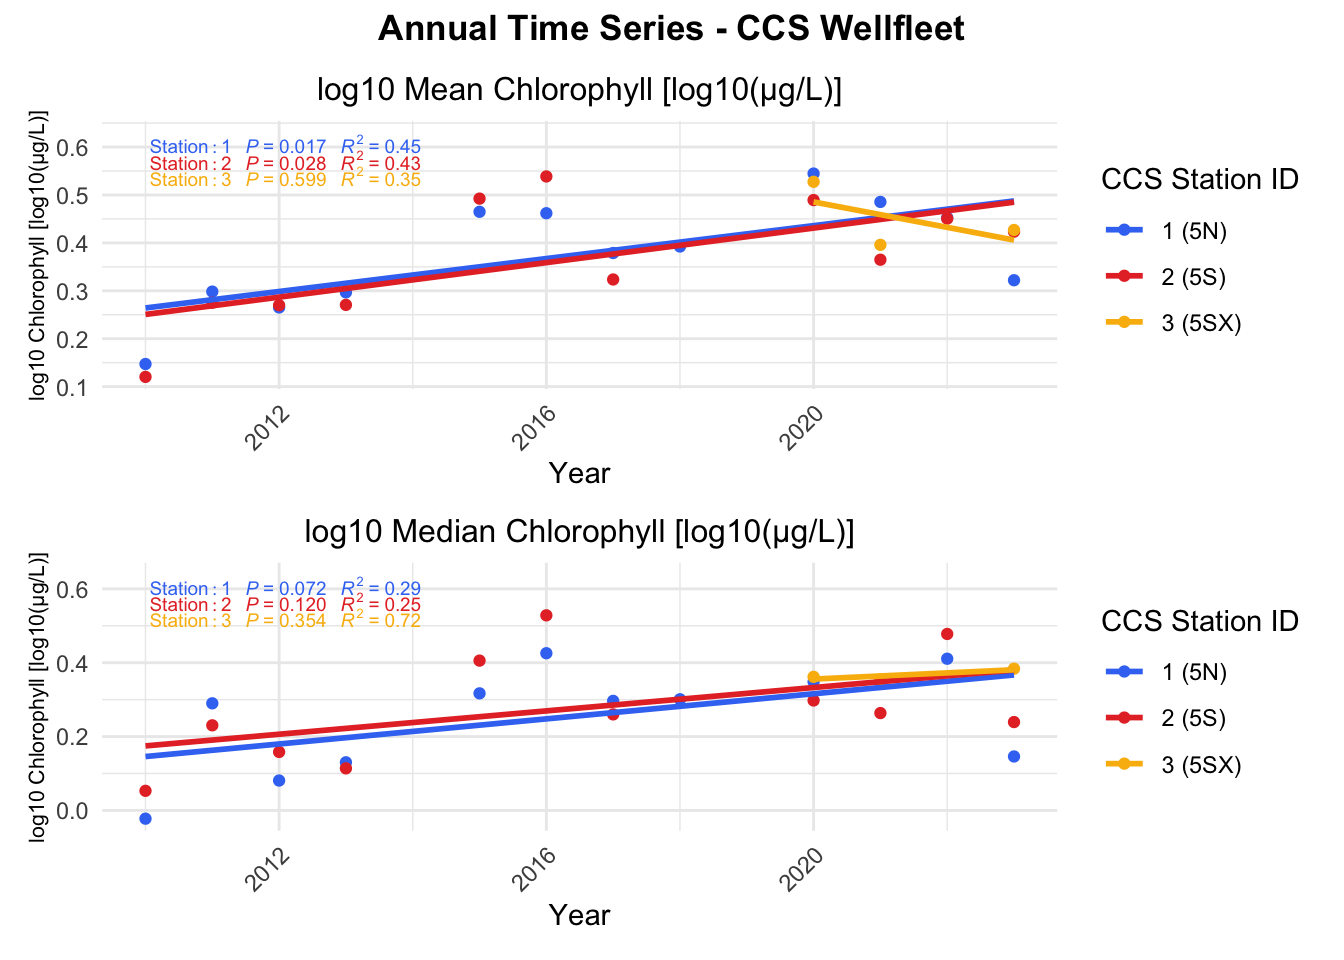 Annual Time Series - CCS Wellfleet
log10 Mean Chlorophyll [log10(µg/L)]
log10 Chlorophyll [log10(µg/L)]
0.6
0.5
0.4
0.3
0.2
0.1
Station: 1 P = 0.017 R² = 0.45
Station: 2 P = 0.028 R² = 0.43
Station: 3 P = 0.599 R² = 0.35
2012
2016
2020
Year
CCS Station ID
1 (5N)
2 (5S)
3 (5SX)
log10 Median Chlorophyll [log10(µg/L)]
log10 Chlorophyll [log10(µg/L)]
0.6
0.4
0.2
0.0
Station: 1 P = 0.072 R² = 0.29
Station: 2 P = 0.120 R² = 0.25
Station: 3 P = 0.354 R² = 0.72
2012
2016
2020
Year
CCS Station ID
1 (5N)
2 (5S)
3 (5SX)